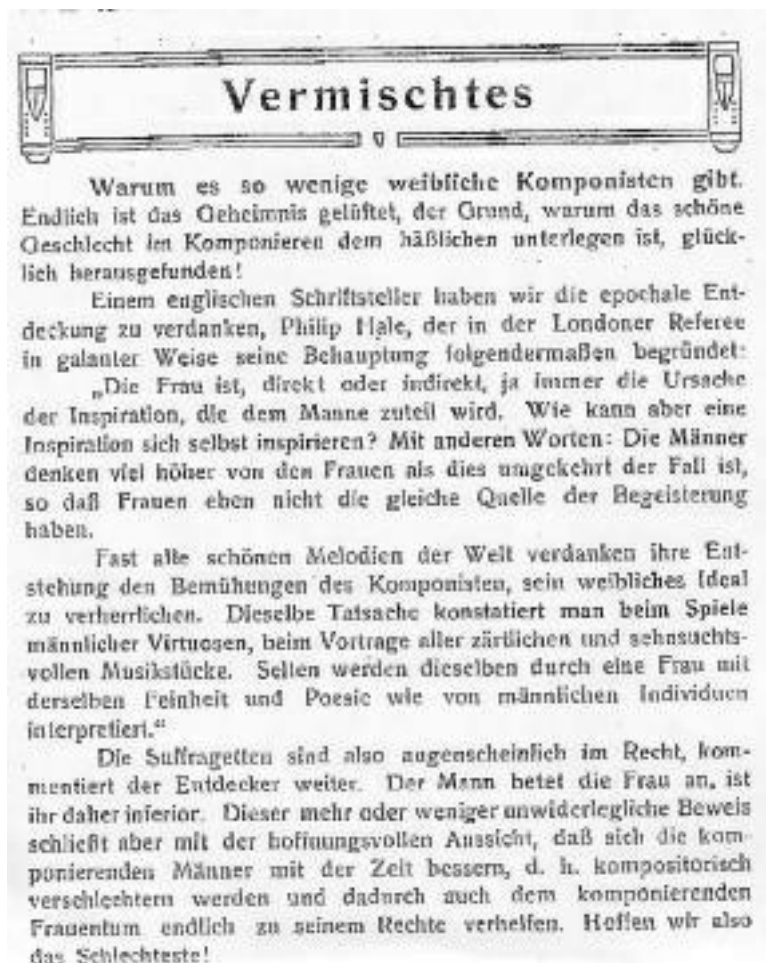 Vermischtes
Warum es so wenige weibliche Komponisten gibt.
Endlich ist das Geheimnis gelüftet, der Grund, warum das schöne
Geschlecht im Komponieren dem häßlichen unterlegen ist, glück-
lich herausgefunden!
Einem englischen Schriftsteller haben wir die epochale Ent-
deckung zu verdanken, Philip Hale, der in der Londoner Referee
in galanter Weise seine Behauptung folgendermaßen begründet:
„Die Frau ist, direkt oder indirekt, ja immer die Ursache
der Inspiration, die dem Manne zuteil wird. Wie kann aber eine
Inspiration sich selbst inspirieren? Mit anderen Worten: Die Männer
denken viel höher von den Frauen als dies umgekehrt der Fall ist,
so daß Frauen eben nicht die gleiche Quelle der Begeisterung
haben.
Fast alle schönen Melodien der Welt verdanken ihre Ent-
stehung den Bemühungen des Komponisten, sein weibliches Ideal
zu verherrlichen. Dieselbe Tatsache konstatiert man beim Spiele
männlicher Virtuosen, beim Vortrage aller zärtlichen und sehnsuchts-
vollen Musikstücke. Selten werden dieselben durch eine Frau mit
derselben Feinheit und Poesie wie von männlichen Individuen
interpretiert.“
Die Suffragetten sind also augenscheinlich im Recht, kom-
mentiert der Entdecker weiter. Der Mann betet die Frau an, ist
ihr daher inferior. Dieser mehr oder weniger unwiderlegliche Beweis
schließt aber mit der hoffnungsvollen Aussicht, daß sich die kom-
ponierenden Männer mit der Zeit bessern, d. h. kompositorisch
verschlechtern werden und dadurch auch dem komponierenden
Frauentum endlich zu seinem Rechte verhelfen. Hoffen wir also
das Schlechteste!